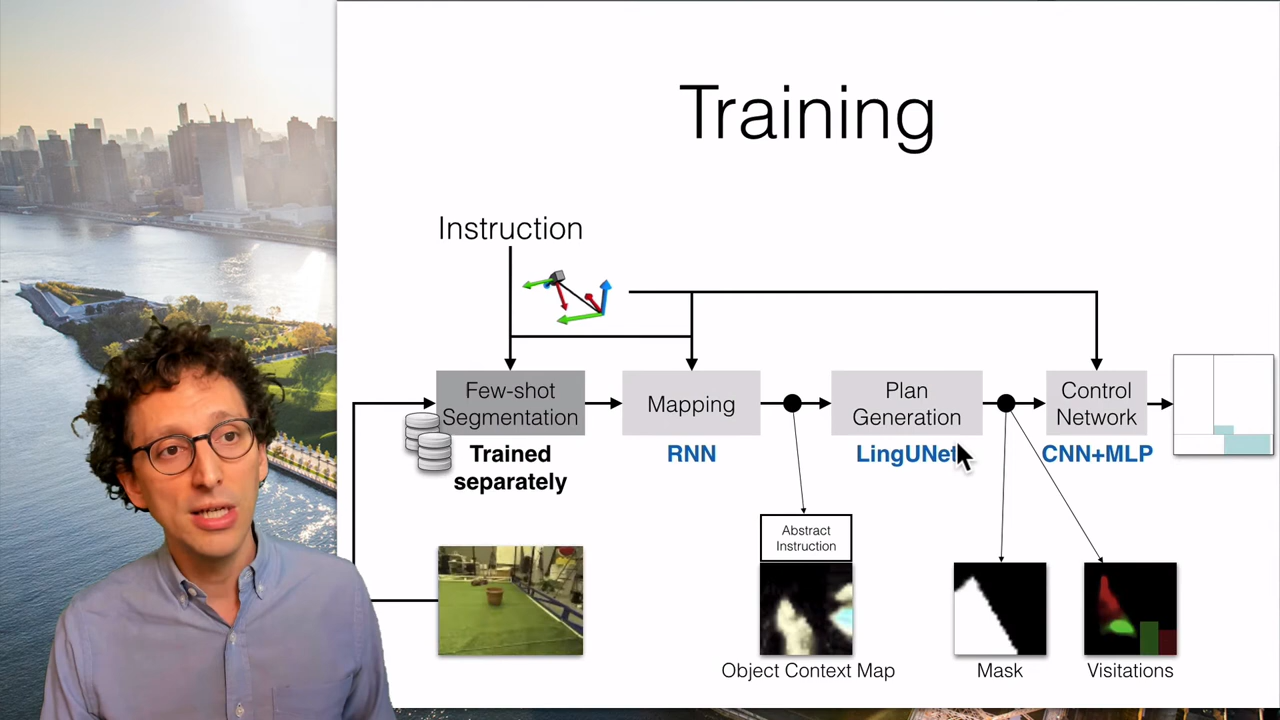 Training
Instruction
Few-shot
Segmentation
Mapping
Plan
Generation
Control
Network
Trained
separately
RNN
LingUNet
CNN+MLP
Abstract
Instruction
Object Context Map
Mask
Visitations